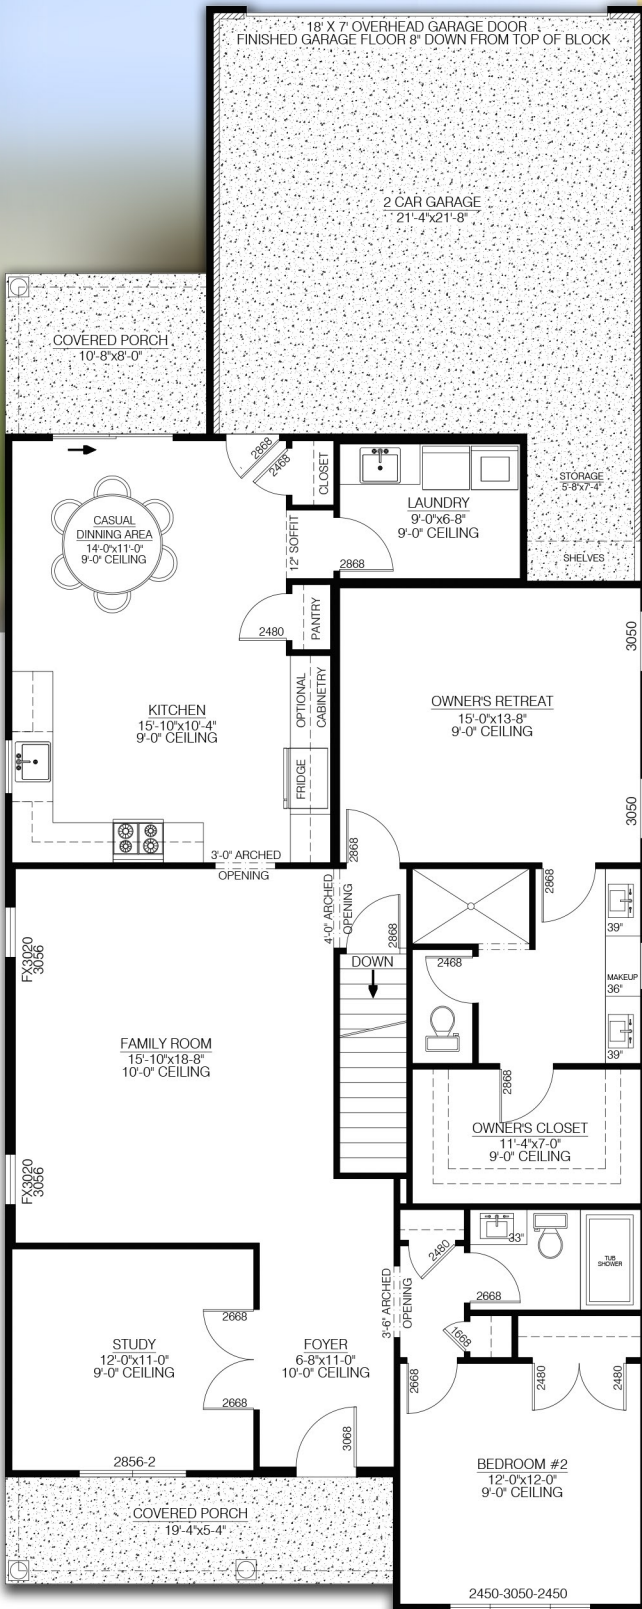 18' X 7' OVERHEAD GARAGE DOOR
FINISHED GARAGE FLOOR 8" DOWN FROM TOP OF BLOCK
2 CAR GARAGE
21'-4"x21'-8"
COVERED PORCH
10'-8"x8'-0"
2868
2468
CLOSET
LAUNDRY
9'-0"x6'-8"
9'-0" CEILING
STORAGE
5-8"x7-4"
SHELVES
CASUAL
DINNING AREA
14'-0"x11'-0"
9'-0" CEILING
12" SOFFIT
2868
2480
PANTRY
3050
KITCHEN
15'-10"x10'-4"
9'-0" CEILING
OPTIONAL
CABINETRY
FRIDGE
OWNER'S RETREAT
15'-0"x13-8"
9'-0" CEILING
3050
3'-0" ARCHED
OPENING
2868
2868
4'-0" ARCHED
OPENING
2868
39"
FX3020
3056
DOWN
2468
MAKEUP
36"
39"
FAMILY ROOM
15'-10"x18-8"
10'-0" CEILING
2868
OWNER'S CLOSET
11'-4"x7-0"
9'-0" CEILING
FX3020
3056
33"
2480
TUB
SHOWER
2668
3'-6" ARCHED
OPENING
1668
2668
STUDY
12'-0"x11-0"
9'-0" CEILING
2668
FOYER
6-8"x11-0"
10'-0" CEILING
2668
2480
2480
3068
2856-2
BEDROOM #2
12'-0"x12-0"
9'-0" CEILING
COVERED PORCH
19'-4"x5-4"
2450-3050-2450